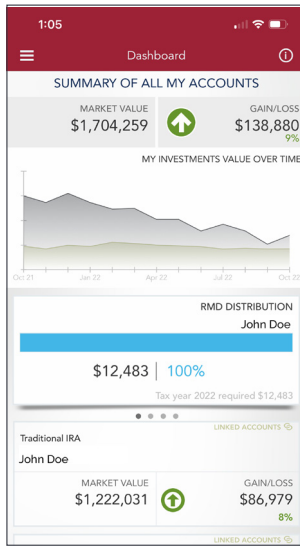 1:05
Dashboard
SUMMARY OF ALL MY ACCOUNTS
MARKET VALUE
$1,704,259
GAIN/LOSS
$138,880
9%
MY INVESTMENTS VALUE OVER TIME
Oct 21 Jan 22 Apr 22 Jul 22 Oct 22
RMD DISTRIBUTION
John Doe
$12,483 | 100%
Tax year 2022 required $12,483
LINKED ACCOUNTS
Traditional IRA
John Doe
MARKET VALUE
$1,222,031
GAIN/LOSS
$86,979
8%
LINKED ACCOUNTS